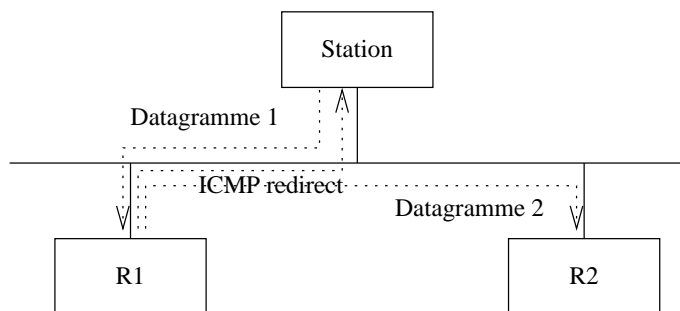 Station
Datagramme 1
ICMP redirect
Datagramme 2
R1
R2